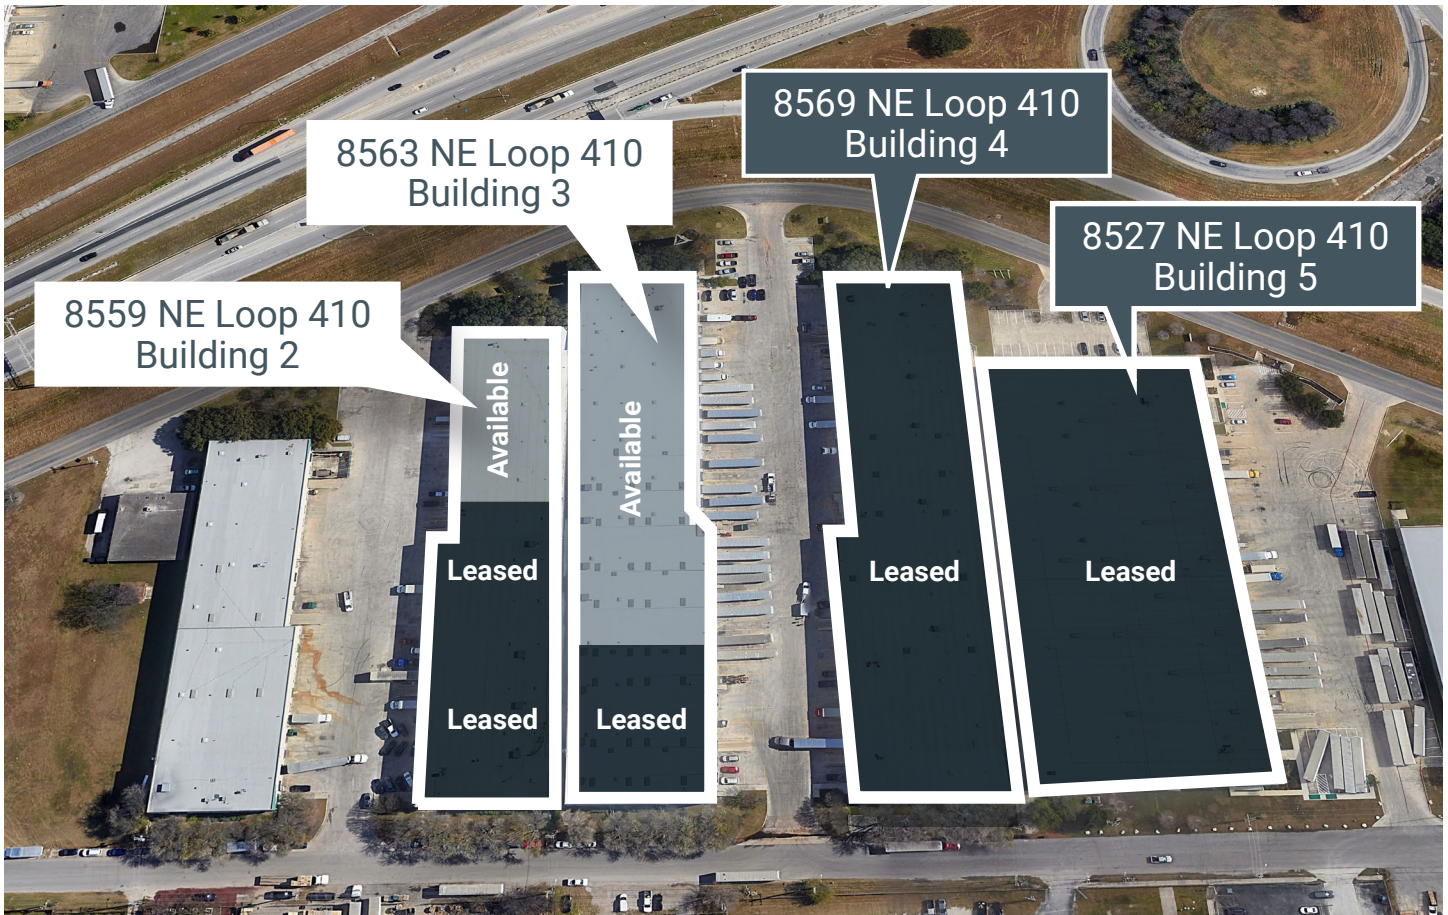 8569 NE Loop 410
Building 4
8563 NE Loop 410
Building 3
8527 NE Loop 410
Building 5
8559 NE Loop 410
Building 2
Available
Available
Leased
Leased
Leased
Leased
Leased